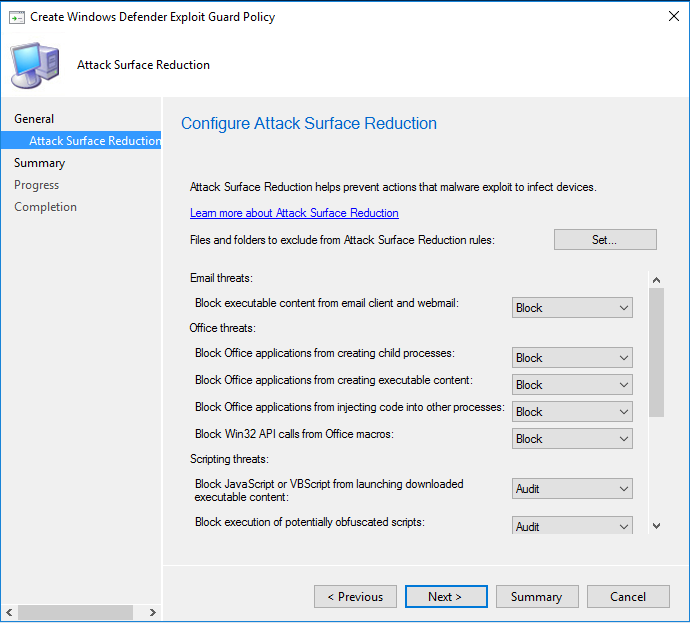 Create Windows Defender Exploit Guard Policy
Attack Surface Reduction
General
Attack Surface Reduction
Summary
Progress
Completion
Configure Attack Surface Reduction
Attack Surface Reduction helps prevent actions that malware exploit to infect devices.
Learn more about Attack Surface Reduction
Files and folders to exclude from Attack Surface Reduction rules: Set...
Email threats:
Block executable content from email client and webmail: Block
Office threats:
Block Office applications from creating child processes: Block
Block Office applications from creating executable content: Block
Block Office applications from injecting code into other processes: Block
Block Win32 API calls from Office macros: Block
Scripting threats:
Block JavaScript or VBScript from launching downloaded
executable content: Audit
Block execution of potentially obfuscated scripts: Audit
< Previous Next > Summary Cancel